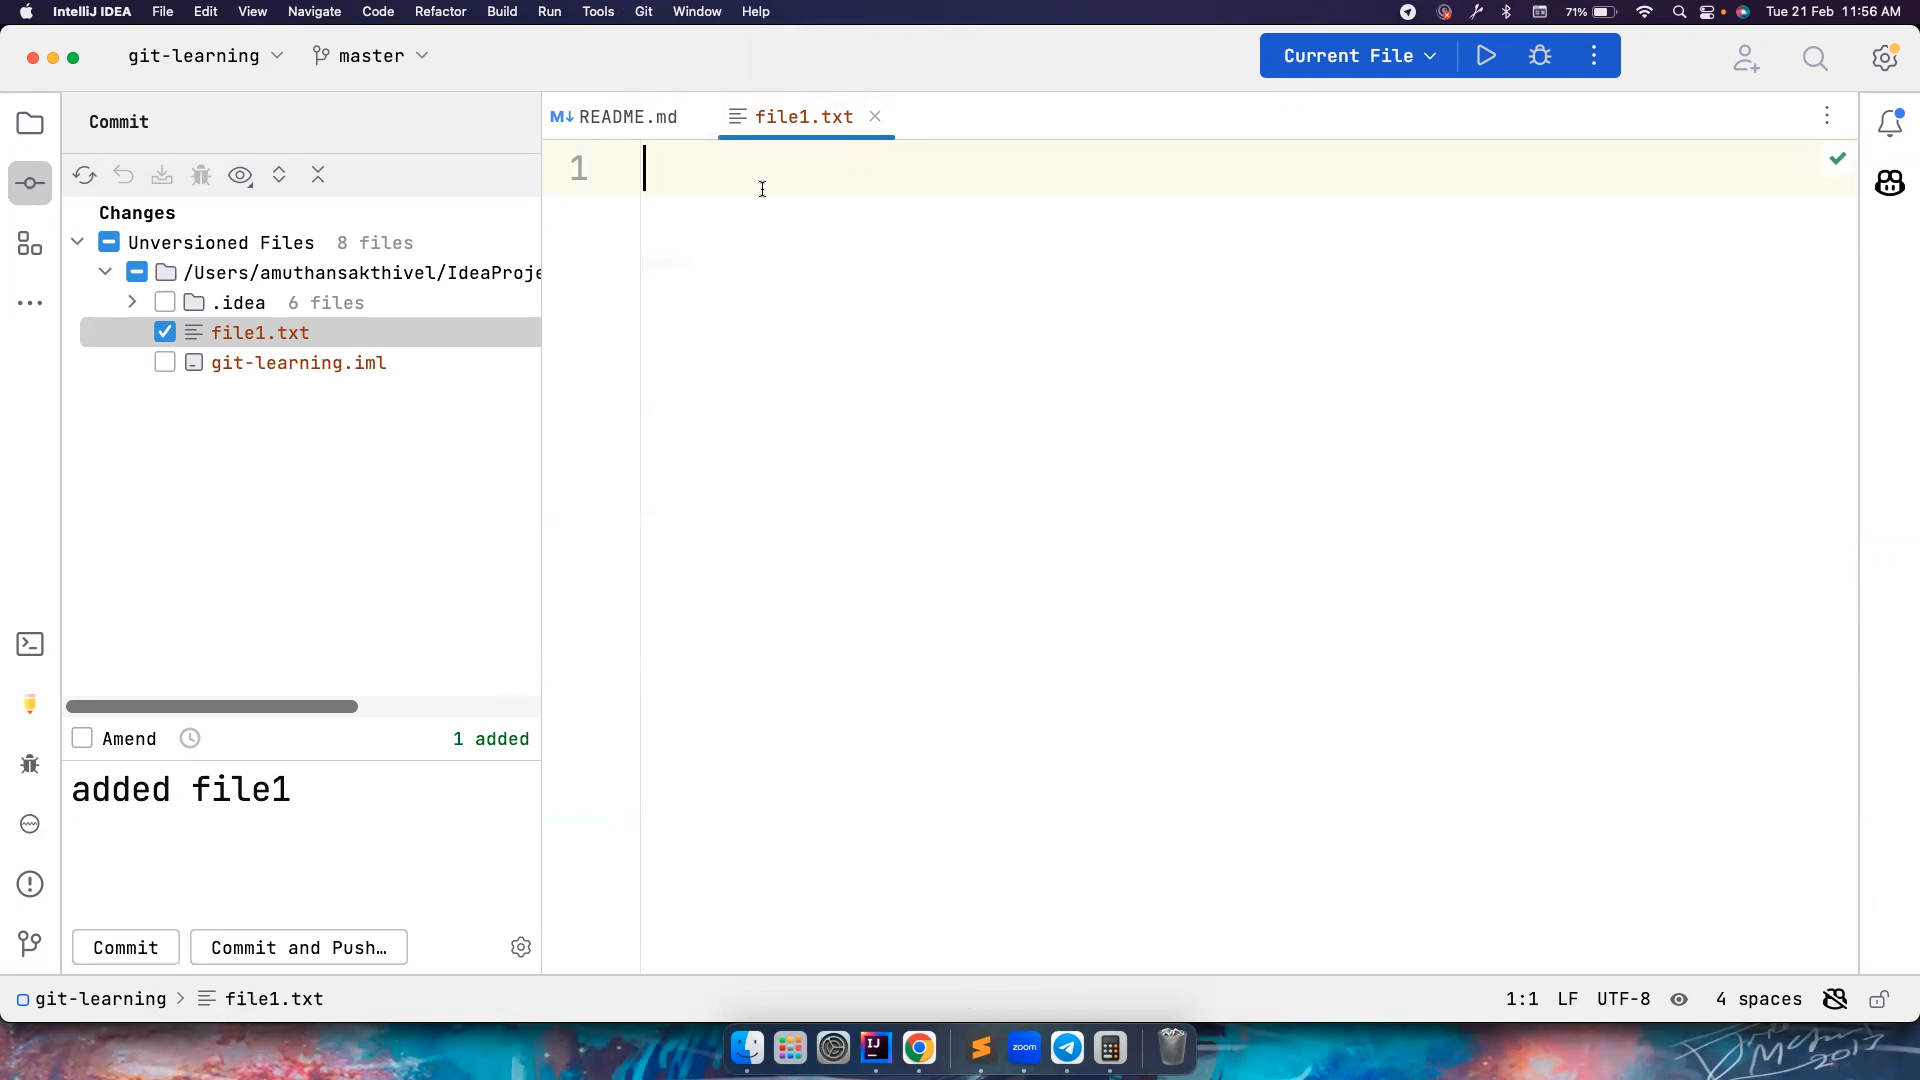 IntelliJ IDEA File Edit View Navigate Code Refactor Build Run Tools Git Window Help 71% Tue 21 Feb 11:56 AM
git-learning master Current File
Commit
M↓ README.md file1.txt
1
Changes
Unversioned Files 8 files
/Users/amuthansakthivel/IdeaProje
.idea 6 files
file1.txt
git-learning.iml
Amend 1 added
added file1
Commit Commit and Push...
git-learning > file1.txt 1:1 LF UTF-8 4 spaces
IJ zoom
2017